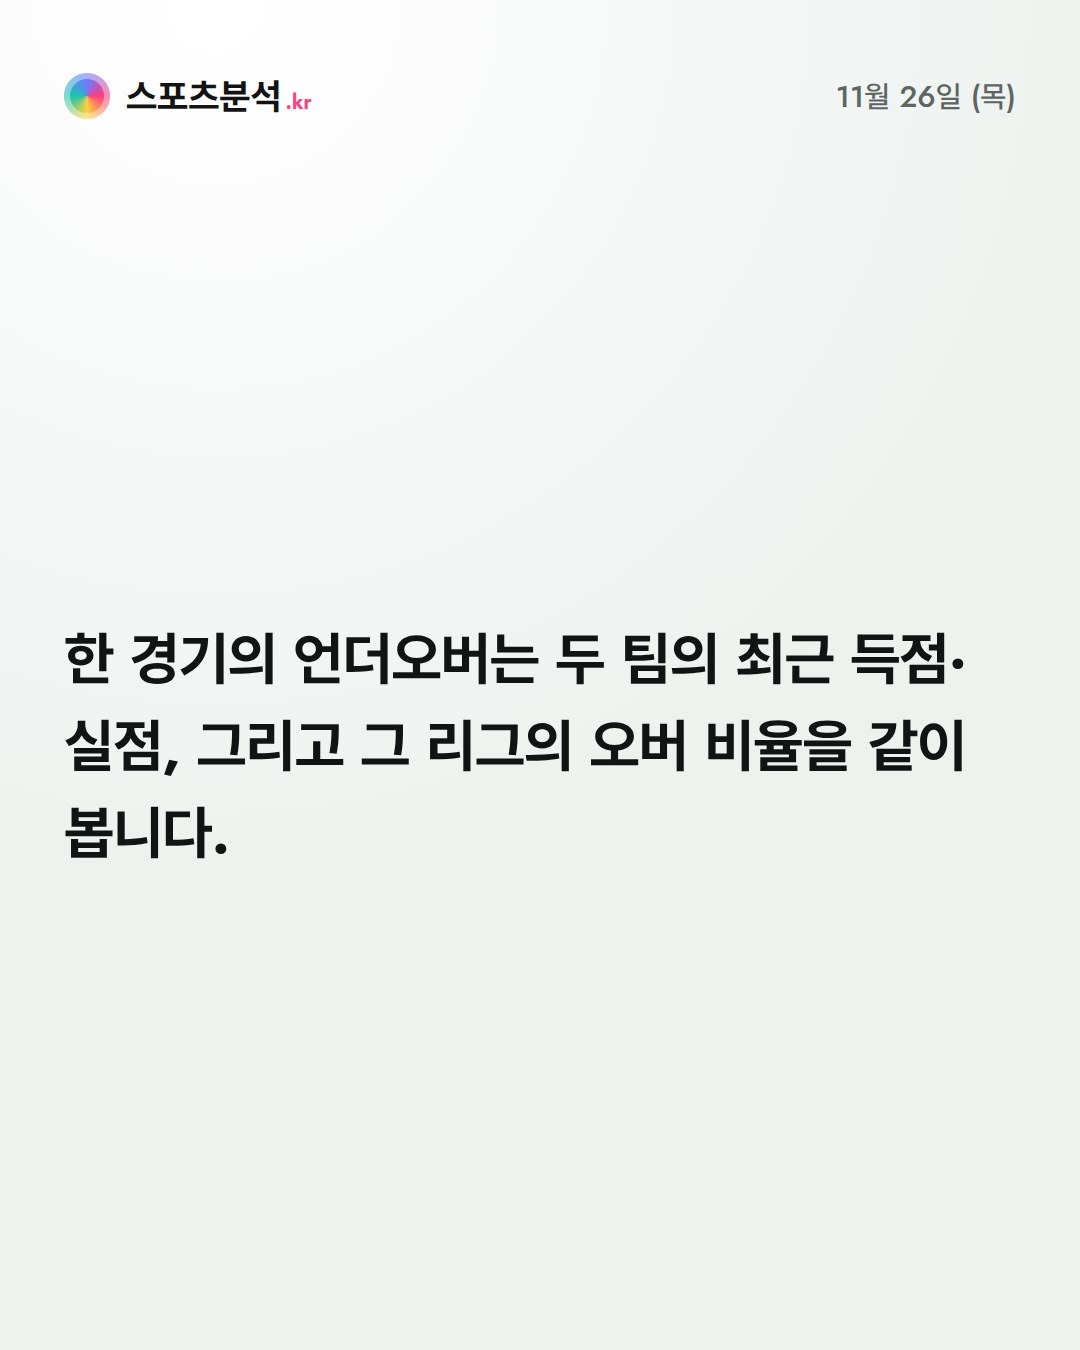 스포츠분석.kr
11월 26일 (목)
한 경기의 언더오버는 두 팀의 최근 득점·
실점, 그리고 그 리그의 오버 비율을 같이
봅니다.